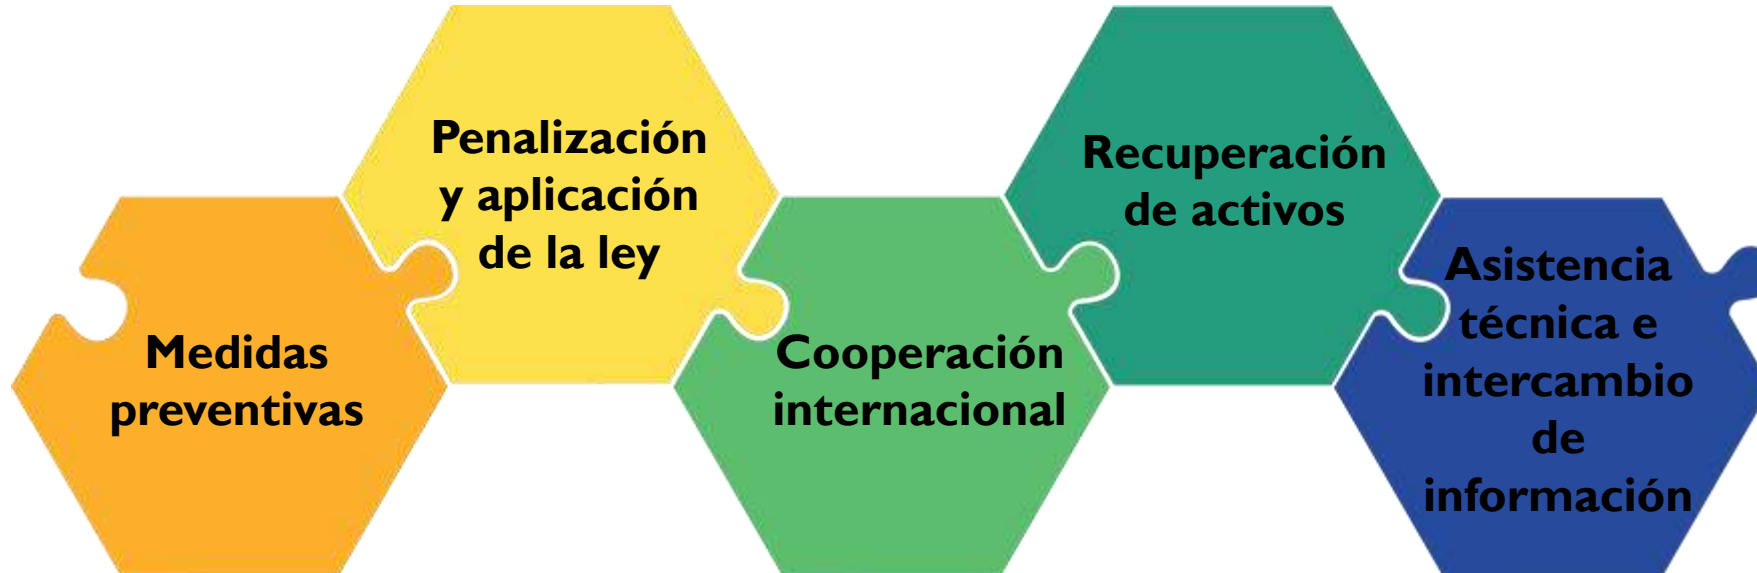 Medidas
preventivas
Penalización
y aplicación
de la ley
Cooperación
internacional
Recuperación
de activos
Asistencia
técnica e
intercambio
de
información